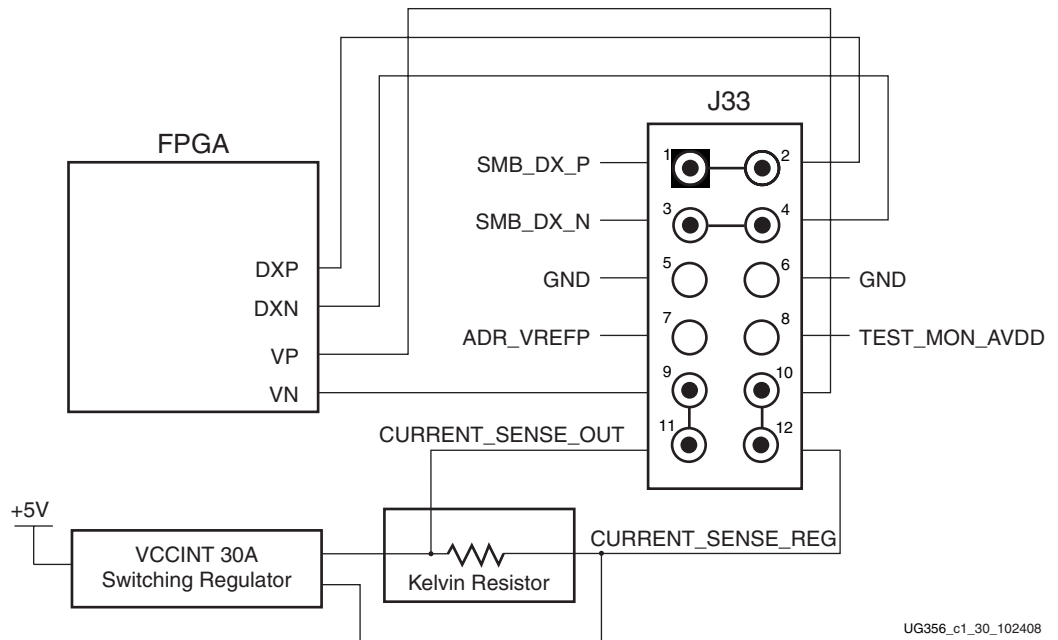 J33
FPGA
SMB_DX_P
1
2
SMB_DX_N
3
4
DXP
GND
5
6
GND
DXN
ADR_VREFP
7
8
TEST_MON_AVDD
VP
9
10
VN
CURRENT_SENSE_OUT
11
12
+5V
VCCINT 30A
Switching Regulator
CURRENT_SENSE_REG
Kelvin Resistor
UG356_c1_30_102408